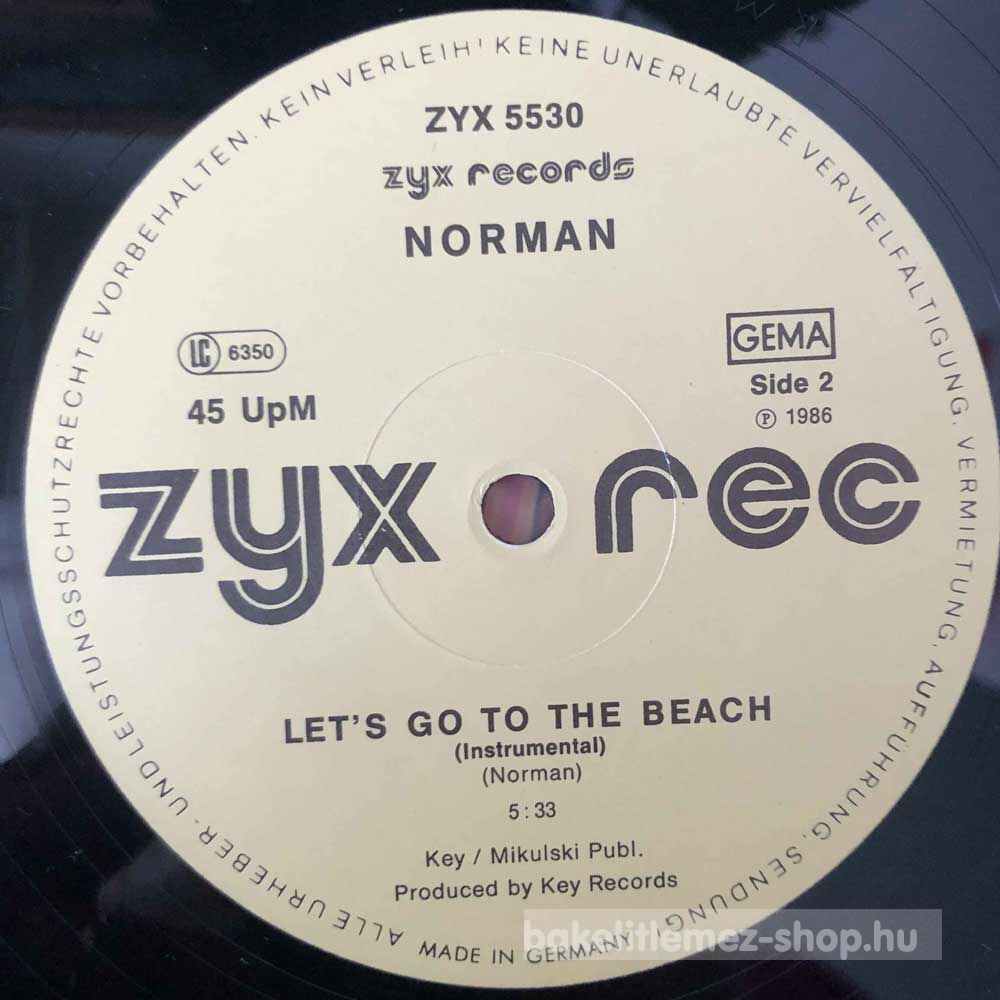 ALLE URHEBER- UND LEISTUNGSSCHUTZRECHTE VORBEHALTEN. KEIN VERLEIH' KEINE UNERLAUBTE VERVIELFÄLTIGUNG, VERMIETUNG, AUFFÜHRUNG, SENDUNG!
ZYX 5530
zyx records
NORMAN
LC 6350
GEMA
45 UpM
Side 2
℗ 1986
zyx rec
LET'S GO TO THE BEACH
(Instrumental)
(Norman)
5:33
Key / Mikulski Publ.
Produced by Key Records
MADE IN GERMANY
bakelitlemez-shop.hu